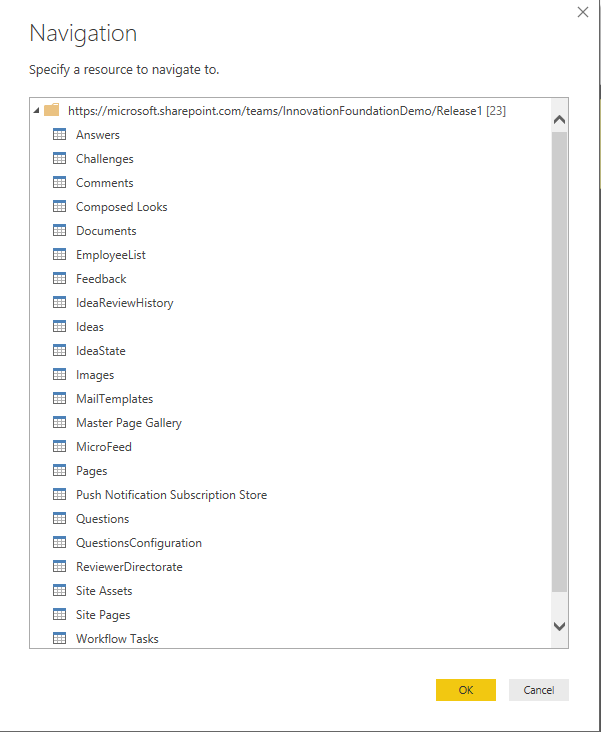 Navigation
Specify a resource to navigate to.
https://microsoft.sharepoint.com/teams/InnovationFoundationDemo/Release1 [23]
Answers
Challenges
Comments
Composed Looks
Documents
EmployeeList
Feedback
IdeaReviewHistory
Ideas
IdeaState
Images
MailTemplates
Master Page Gallery
MicroFeed
Pages
Push Notification Subscription Store
Questions
QuestionsConfiguration
ReviewerDirectorate
Site Assets
Site Pages
Workflow Tasks
OK Cancel